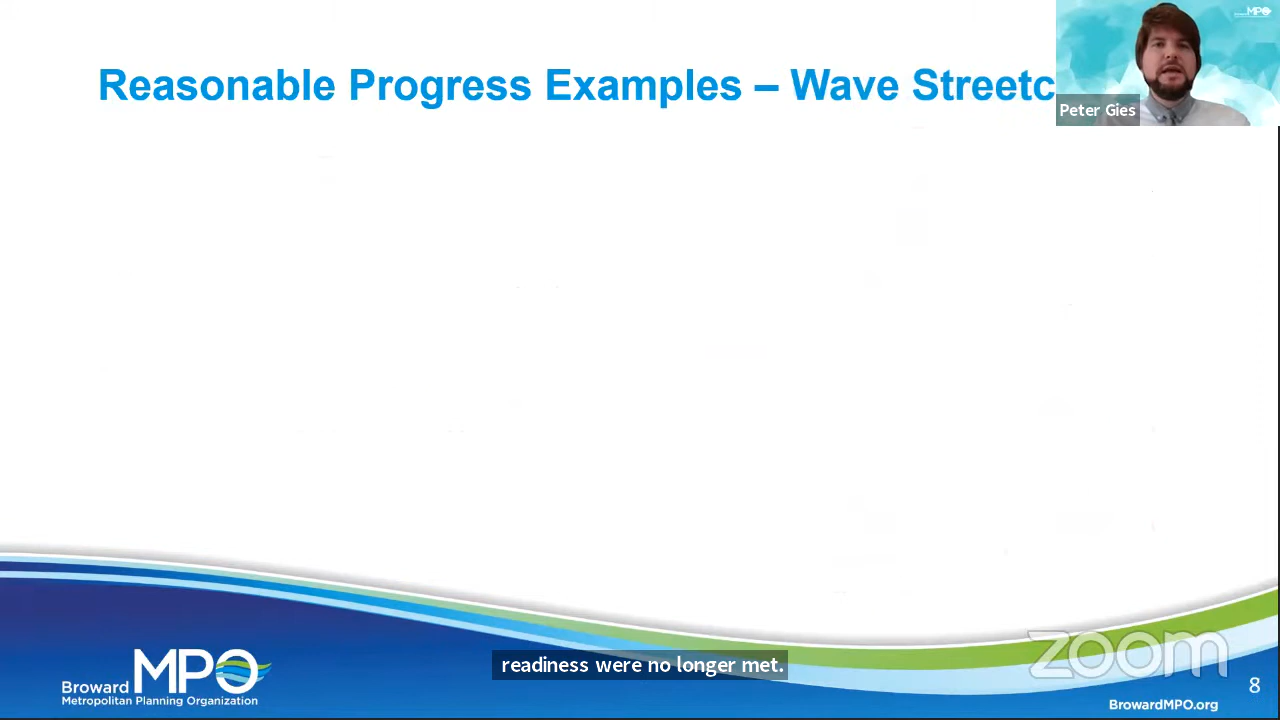 MPO
Reasonable Progress Examples – Wave Streetc
Peter Gies
zoom
readiness were no longer met.
Broward MPO
Metropolitan Planning Organization
8
BrowardMPO.org